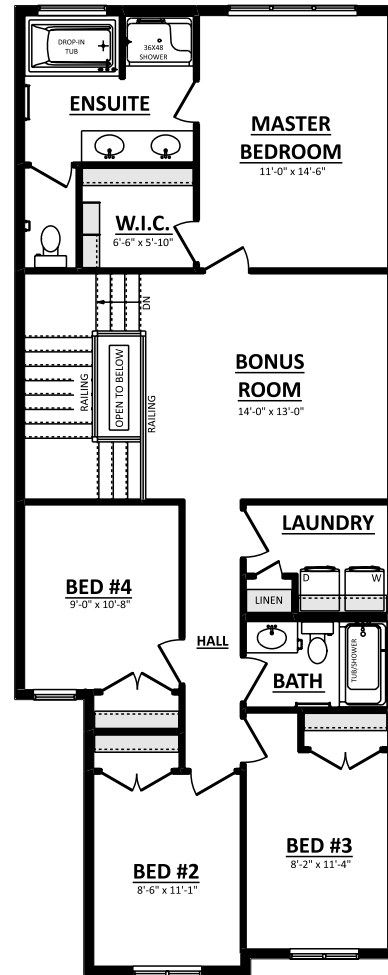 DROP-IN
TUB
36X48
SHOWER
ENSUITE
MASTER
BEDROOM
11'-0" x 14'-6"
W.I.C.
6'-6" x 5'-10"
DN
RAILING
OPEN TO BELOW
RAILING
BONUS
ROOM
14'-0" x 13'-0"
LAUNDRY
D
W
LINEN
BED #4
9'-0" x 10'-8"
HALL
BATH
TUB/SHOWER
BED #3
8'-2" x 11'-4"
BED #2
8'-6" x 11'-1"